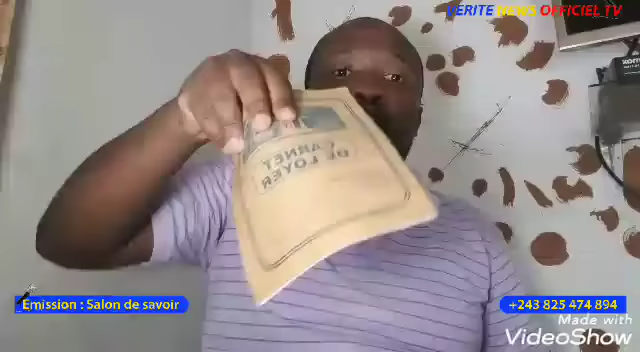 VERITE NEWS OFFICIEL TV
CARNET
DE LOYER
Emission : Salon de savoir
+243 825 474 894
Made with
VideoShow